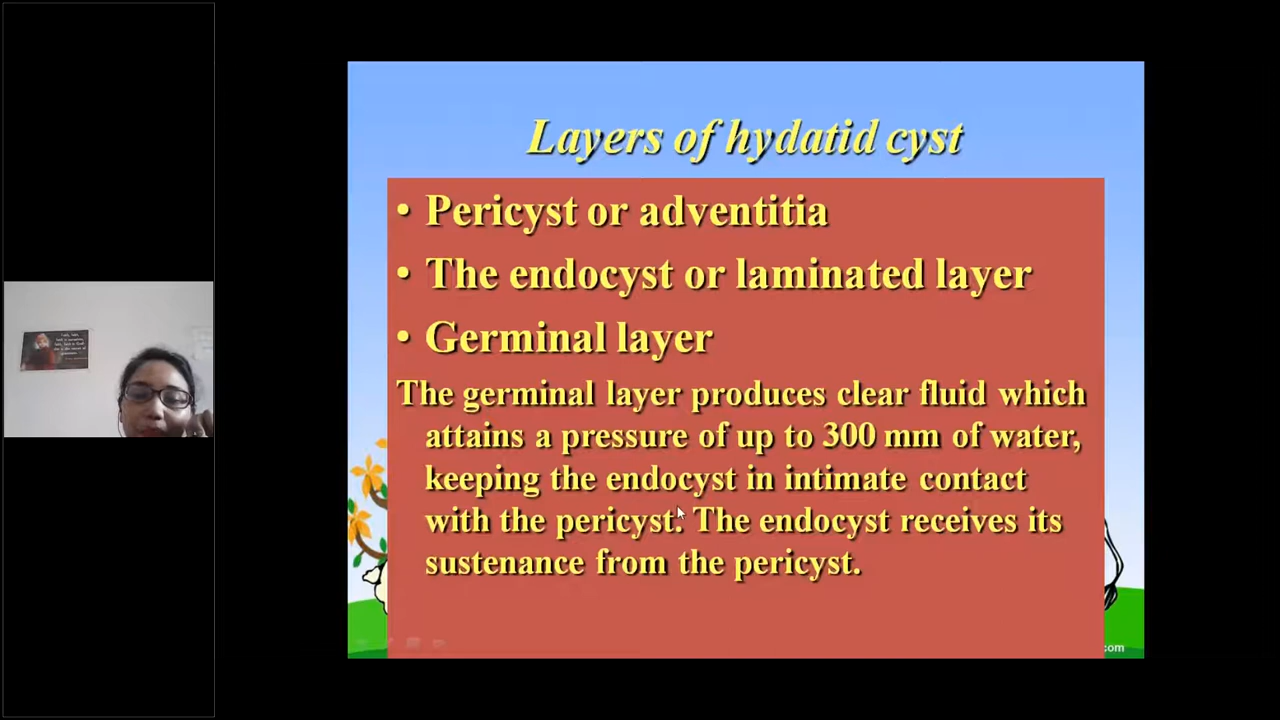 Layers of hydatid cyst
• Pericyst or adventitia
• The endocyst or laminated layer
• Germinal layer
The germinal layer produces clear fluid which
attains a pressure of up to 300 mm of water,
keeping the endocyst in intimate contact
with the pericyst. The endocyst receives its
sustenance from the pericyst.
com